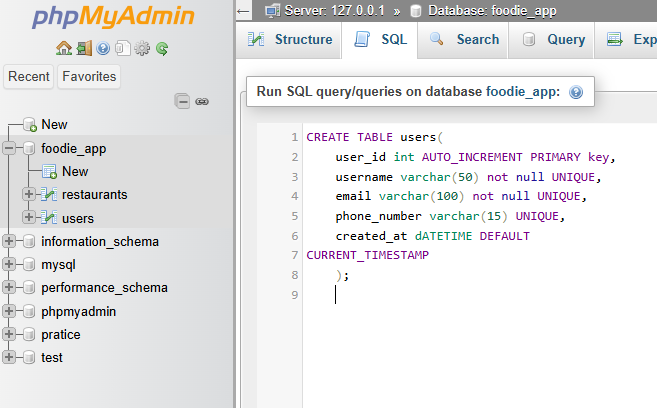 phpMyAdmin
Recent Favorites
New
foodie_app
New
restaurants
users
information_schema
mysql
performance_schema
phpmyadmin
pratice
test
Server: 127.0.0.1 » Database: foodie_app
Structure SQL Search Query Exp
Run SQL query/queries on database foodie_app:
1 CREATE TABLE users(
2 user_id int AUTO_INCREMENT PRIMARY key,
3 username varchar(50) not null UNIQUE,
4 email varchar(100) not null UNIQUE,
5 phone_number varchar(15) UNIQUE,
6 created_at dATETIME DEFAULT
7 CURRENT_TIMESTAMP
8 );
9